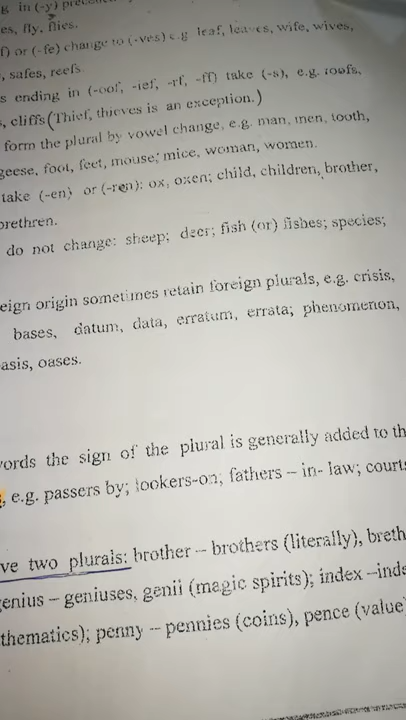 g in (-y) prece
es, fly, flies.
f) or (-fe) change to (-ves) e.g. leaf, leaves, wife, wives,
, safes, reefs.
s ending in (-oof, -ief, -rf, -ff) take (-s), e.g. roofs,
, cliffs (Thief, thieves is an exception.)
form the plural by vowel change, e.g. man, men, tooth,
geese, foot, feet, mouse, mice, woman, women.
take (-en) or (-ren): ox, oxen; child, children, brother,
brethren.
do not change: sheep; deer; fish (or) fishes; species;
eign origin sometimes retain foreign plurals, e.g. crisis,
bases, datum, data, erratum, errata; phenomenon,
asis, oases.
words the sign of the plural is generally added to th
, e.g. passers by; lookers-on; fathers – in- law; courts
ve two plurals: brother – brothers (literally), breth
genius – geniuses, genii (magic spirits); index –inde
thematics); penny – pennies (coins), pence (value